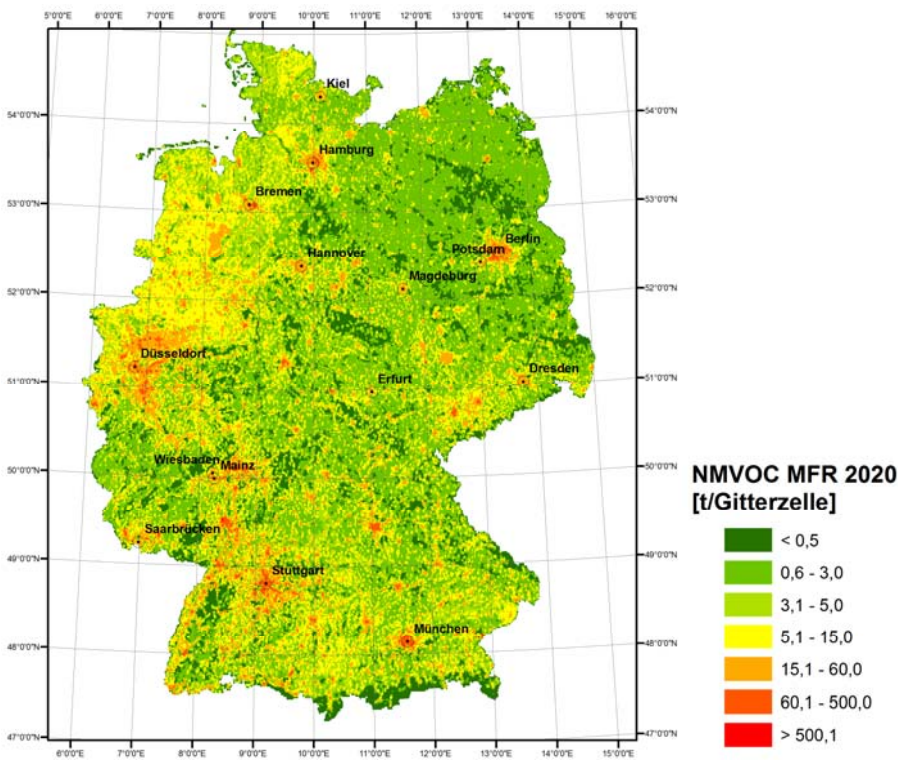 5°0'0"E 6°0'0"E 7°0'0"E 8°0'0"E 9°0'0"E 10°0'0"E 11°0'0"E 12°0'0"E 13°0'0"E 14°0'0"E 15°0'0"E 16°0'0"E
Kiel
54°0'0"N 54°0'0"N
Hamburg
Bremen
53°0'0"N 53°0'0"N
Berlin
Hannover Potsdam
Magdeburg
52°0'0"N 52°0'0"N
Düsseldorf
Dresden
51°0'0"N Erfurt 51°0'0"N
Wiesbaden
Mainz
50°0'0"N 50°0'0"N
NMVOC MFR 2020
[t/Gitterzelle]
Saarbrücken
49°0'0"N 49°0'0"N
< 0,5
Stuttgart
0,6 - 3,0
3,1 - 5,0
München
48°0'0"N 48°0'0"N
5,1 - 15,0
15,1 - 60,0
60,1 - 500,0
47°0'0"N 47°0'0"N
> 500,1
6°0'0"E 7°0'0"E 8°0'0"E 9°0'0"E 10°0'0"E 11°0'0"E 12°0'0"E 13°0'0"E 14°0'0"E 15°0'0"E